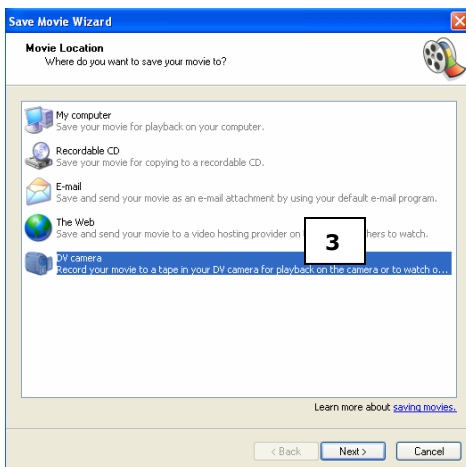 Save Movie Wizard
Movie Location
Where do you want to save your movie to?
My computer
Save your movie for playback on your computer.
Recordable CD
Save your movie for copying to a recordable CD.
E-mail
Save and send your movie as an e-mail attachment by using your default e-mail program.
The Web
Save and send your movie to a video hosting provider on hers to watch.
3
DV camera
Record your movie to a tape in your DV camera for playback on the camera or to watch o...
Learn more about saving movies.
< Back Next > Cancel